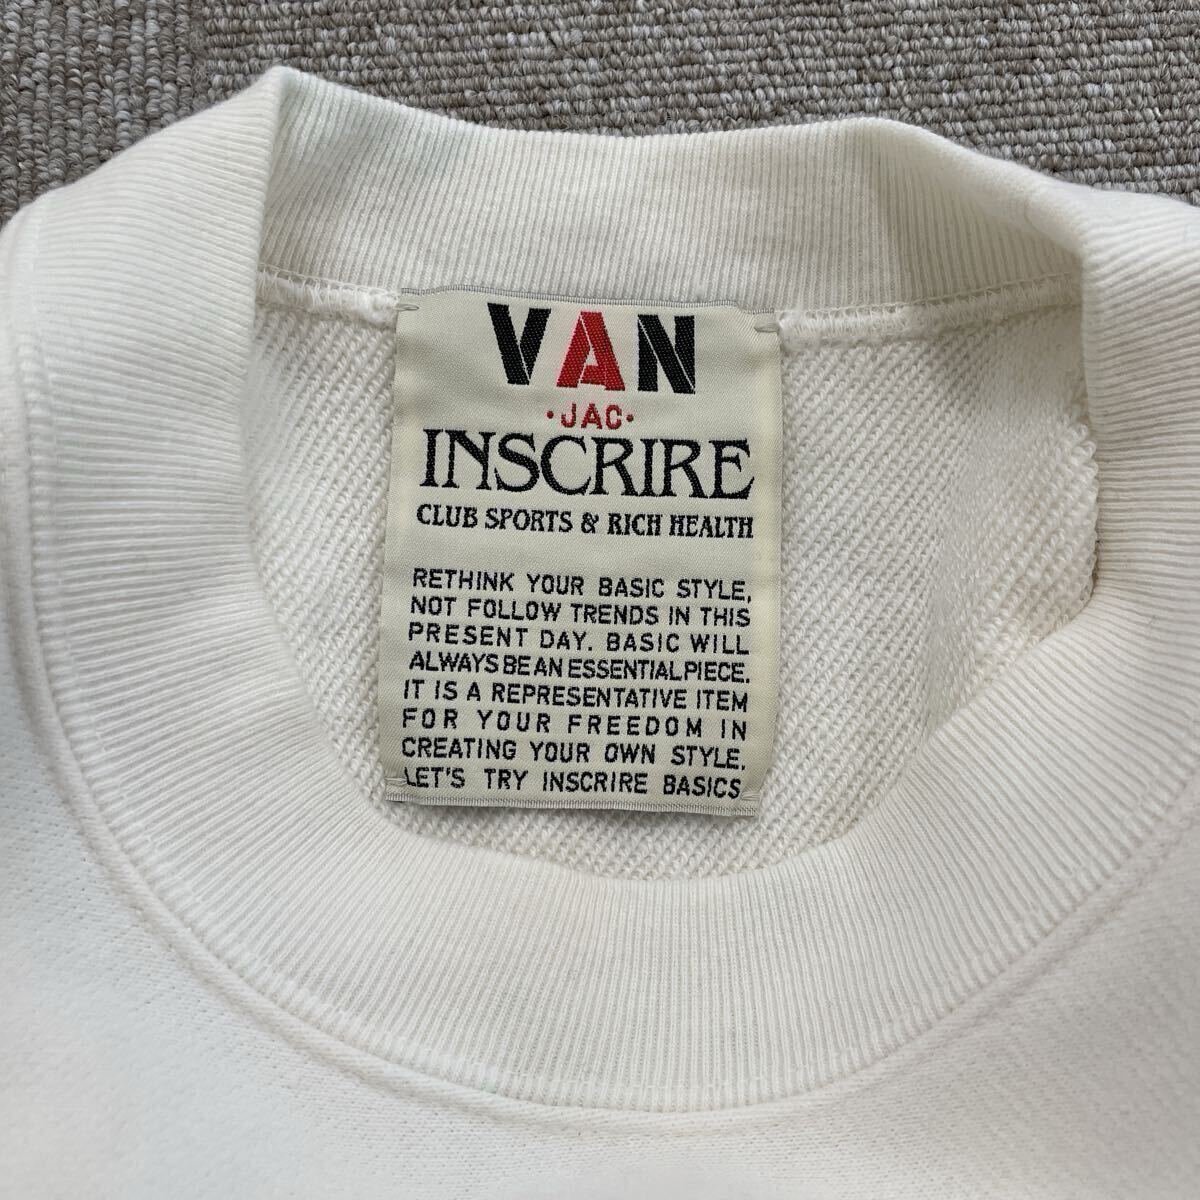 VAN
·JAC·
INSCRIRE
CLUB SPORTS & RICH HEALTH
RETHINK YOUR BASIC STYLE,
NOT FOLLOW TRENDS IN THIS
PRESENT DAY. BASIC WILL
ALWAYS BE AN ESSENTIAL PIECE.
IT IS A REPRESENTATIVE ITEM
FOR YOUR FREEDOM IN
CREATING YOUR OWN STYLE.
LET'S TRY INSCRIRE BASICS